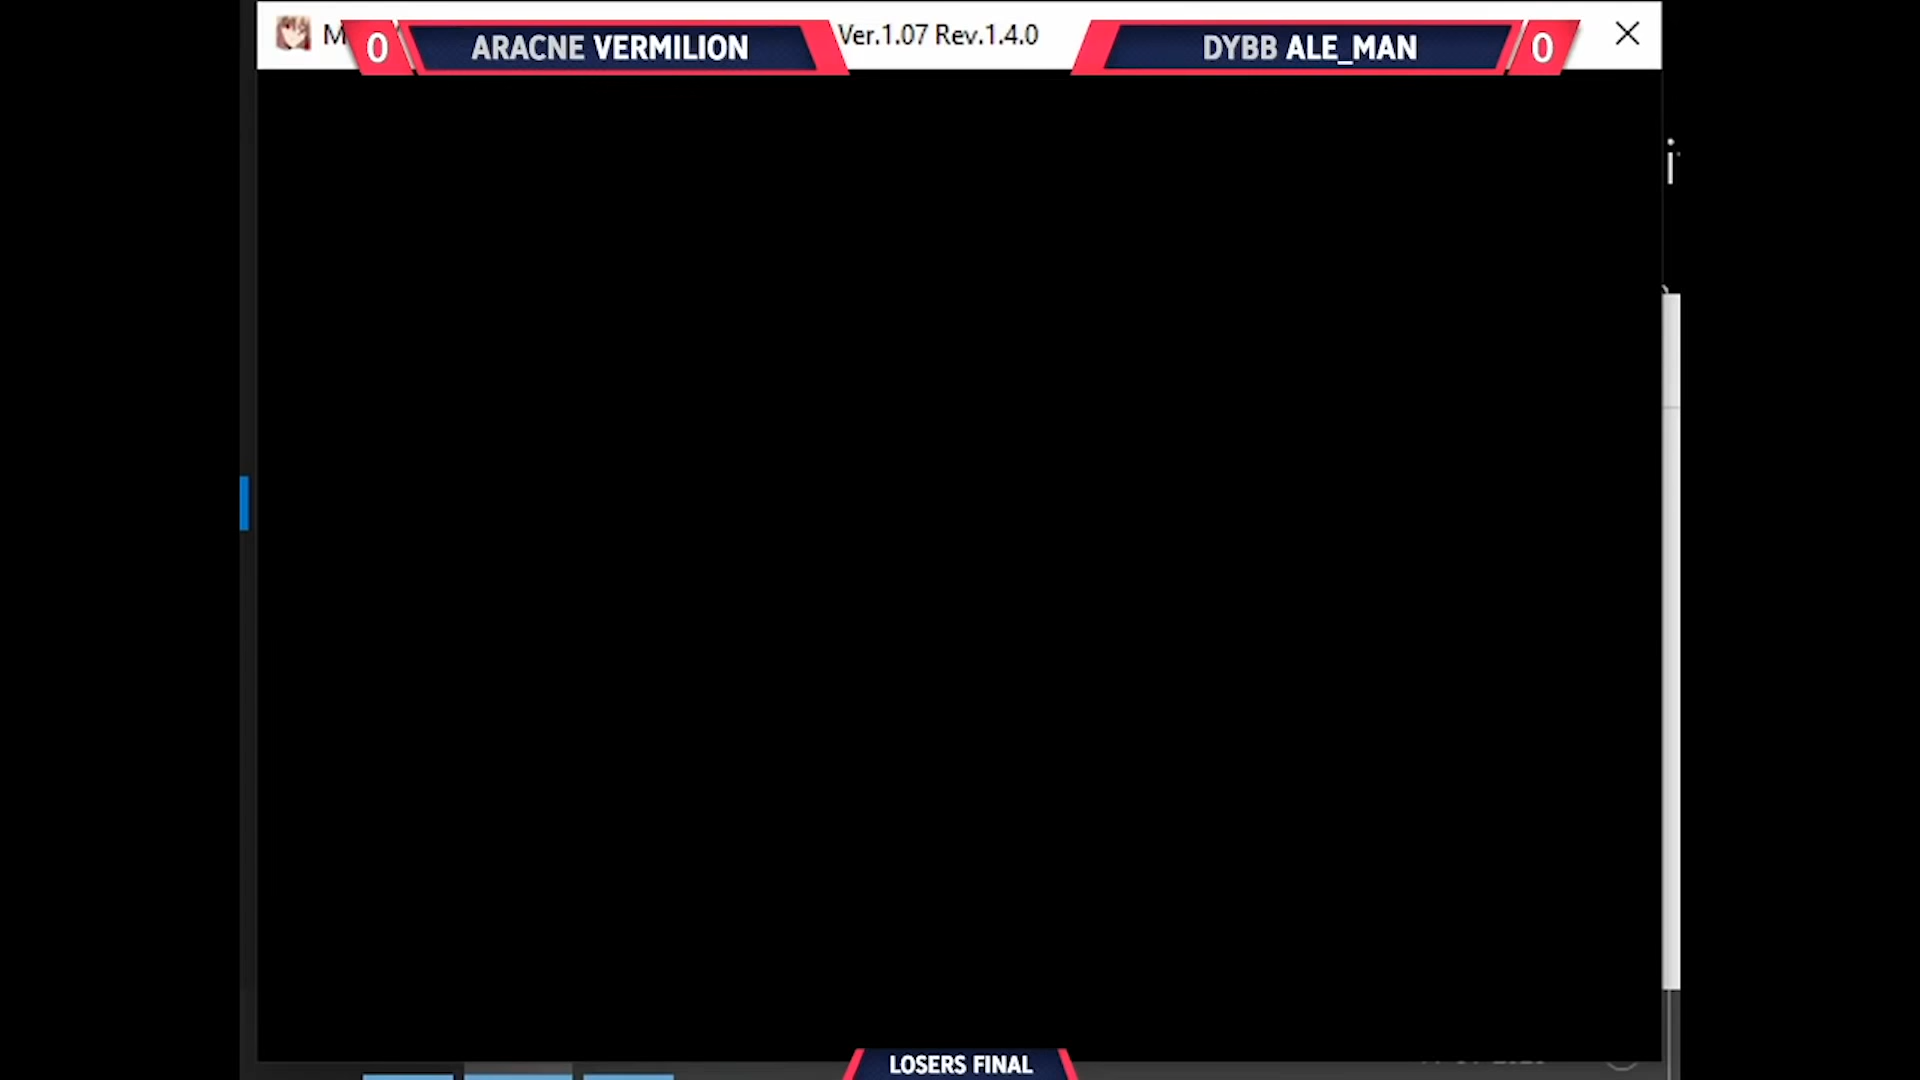 0 ARACNE VERMILION Ver.1.07 Rev.1.4.0 DYBB ALE_MAN 0
LOSERS FINAL